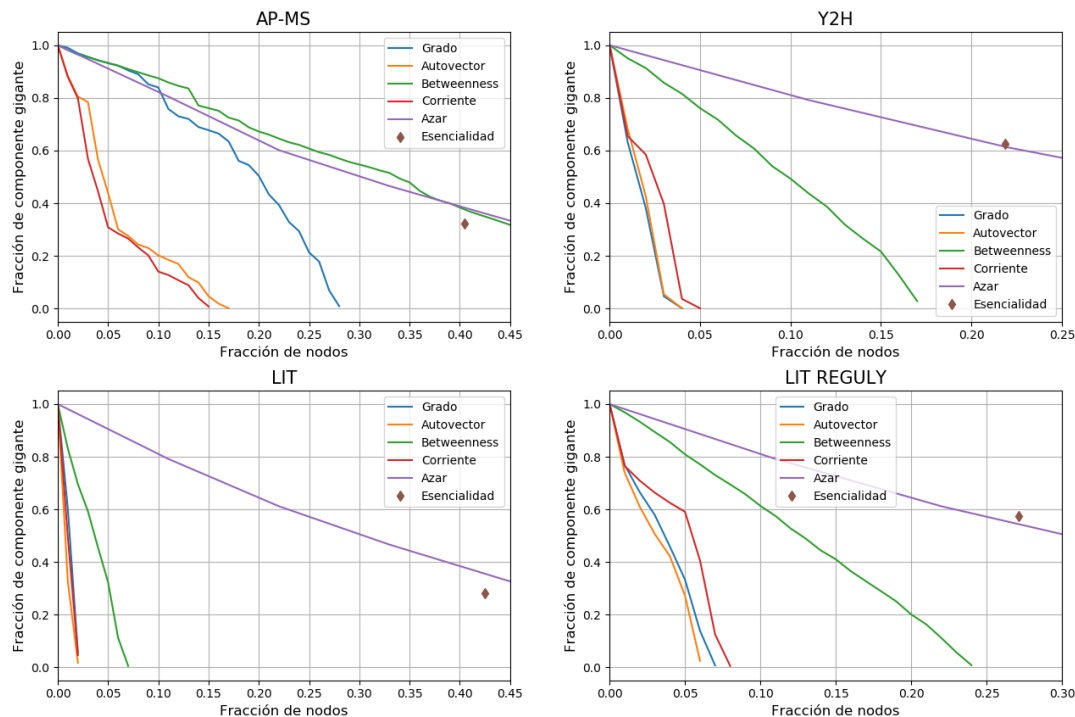 AP-MS
Fracción de componente gigante
1.0
0.8
0.6
0.4
0.2
0.0
0.00 0.05 0.10 0.15 0.20 0.25 0.30 0.35 0.40 0.45
Fracción de nodos
Grado
Autovector
Betweenness
Corriente
Azar
Esencialidad
Y2H
Fracción de componente gigante
1.0
0.8
0.6
0.4
0.2
0.0
0.00 0.05 0.10 0.15 0.20 0.25
Fracción de nodos
Grado
Autovector
Betweenness
Corriente
Azar
Esencialidad
LIT
Fracción de componente gigante
1.0
0.8
0.6
0.4
0.2
0.0
0.00 0.05 0.10 0.15 0.20 0.25 0.30 0.35 0.40 0.45
Fracción de nodos
Grado
Autovector
Betweenness
Corriente
Azar
Esencialidad
LIT REGULY
Fracción de componente gigante
1.0
0.8
0.6
0.4
0.2
0.0
0.00 0.05 0.10 0.15 0.20 0.25 0.30
Fracción de nodos
Grado
Autovector
Betweenness
Corriente
Azar
Esencialidad